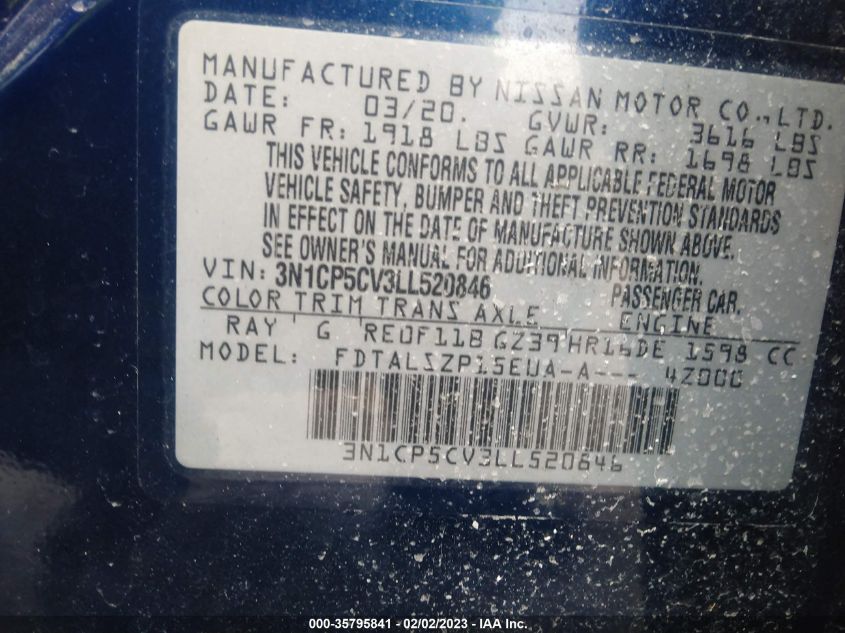 MANUFACTURED BY NISSAN MOTOR CO., LTD.
DATE: 03/20. GVWR: 3616 LBS
GAWR FR: 1918 LBS GAWR RR: 1698 LBS
THIS VEHICLE CONFORMS TO ALL APPLICABLE FEDERAL MOTOR
VEHICLE SAFETY, BUMPER AND THEFT PREVENTION STANDARDS
IN EFFECT ON THE DATE OF MANUFACTURE SHOWN ABOVE.
SEE OWNER'S MANUAL FOR ADDITIONAL INFORMATION.
VIN: 3N1CP5CV3LL520846 PASSENGER CAR.
COLOR TRIM TRANS AXLE ENGINE
RAY G RE0F11B GZ39 HR16DE 1598 CC
MODEL: FDTALSZP15EUA-A--- 4Z000
3N1CP5CV3LL520846
000-35795841 - 02/02/2023 - IAA Inc.